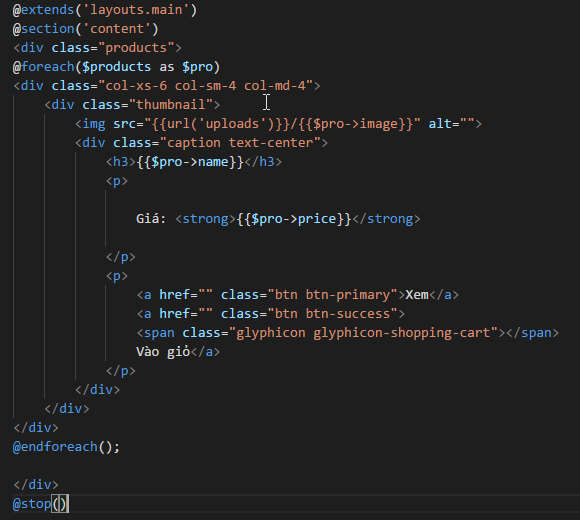 @extends('layouts.main')
@section('content')
<div class="products">
@foreach($products as $pro)
<div class="col-xs-6 col-sm-4 col-md-4">
    <div class="thumbnail">
        <img src="{{url('uploads')}}/{{$pro->image}}" alt="">
        <div class="caption text-center">
            <h3>{{$pro->name}}</h3>
            <p>
                Giá: <strong>{{$pro->price}}</strong>
            </p>
            <p>
                <a href="" class="btn btn-primary">Xem</a>
                <a href="" class="btn btn-success">
                <span class="glyphicon glyphicon-shopping-cart"></span>
                Vào giỏ</a>
            </p>
        </div>
    </div>
</div>
@endforeach();
</div>
@stop()